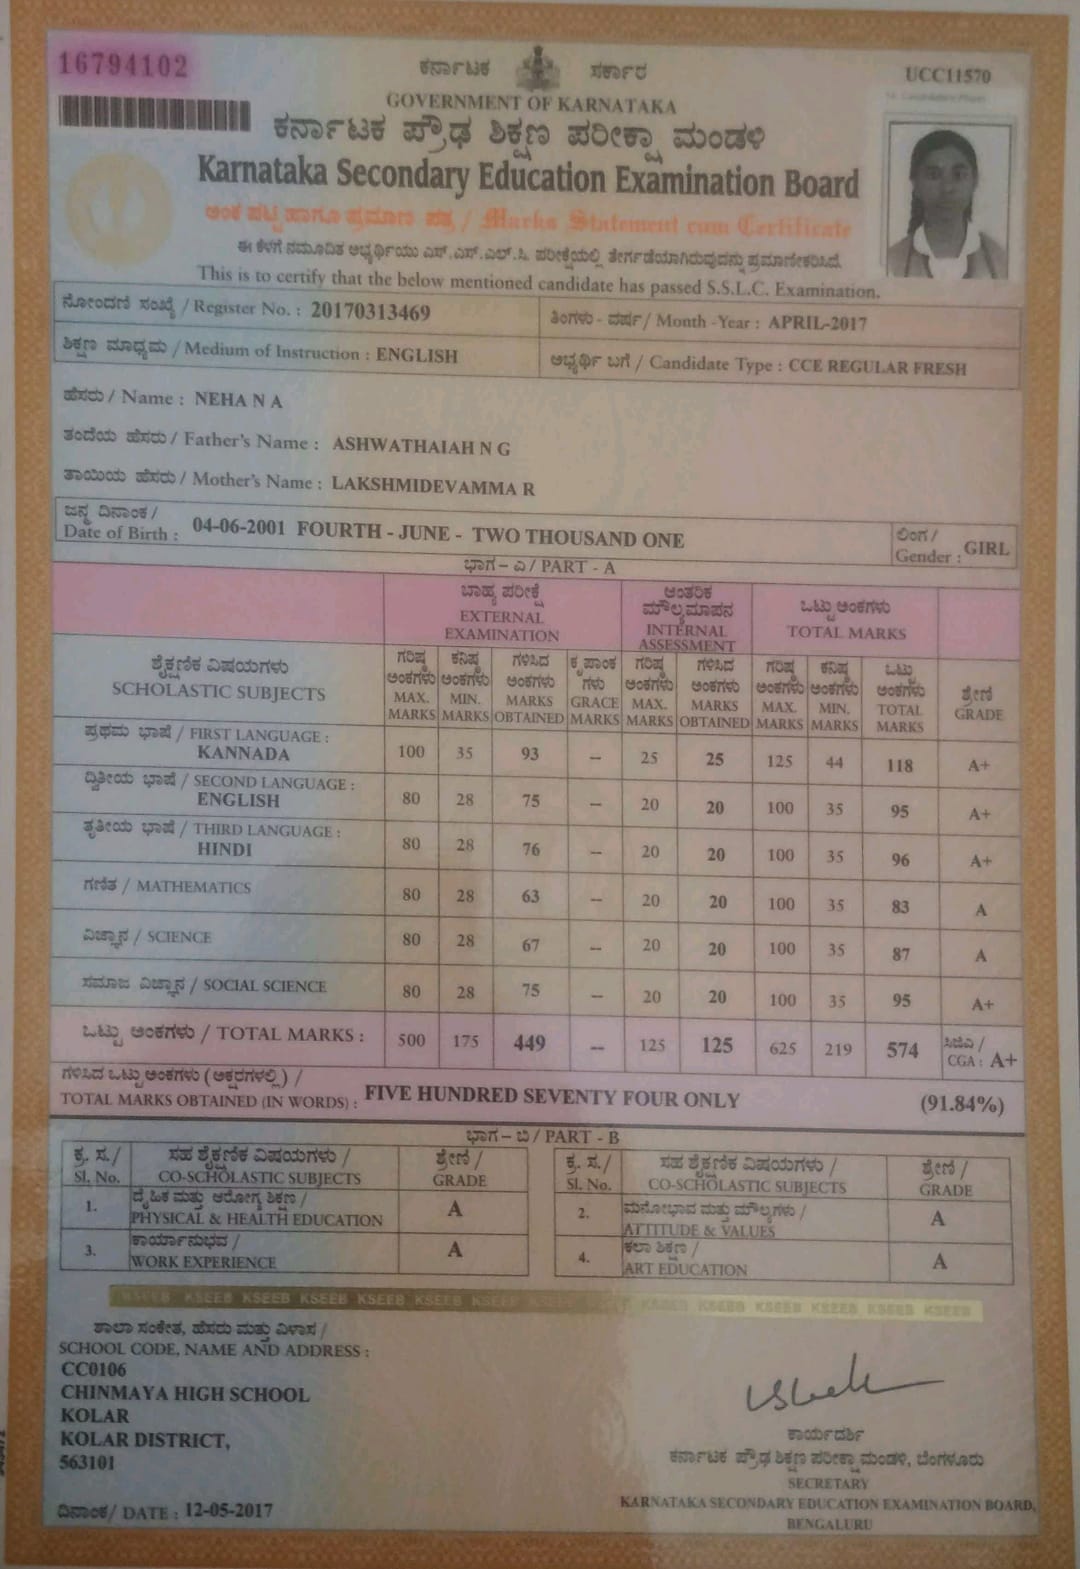 16794102
ಕರ್ನಾಟಕ ಸರ್ಕಾರ
UCC11570
GOVERNMENT OF KARNATAKA
ಕರ್ನಾಟಕ ಪ್ರೌಢ ಶಿಕ್ಷಣ ಪರೀಕ್ಷಾ ಮಂಡಳಿ
Karnataka Secondary Education Examination Board
ಅಂಕ ಪಟ್ಟಿ ಹಾಗೂ ಪ್ರಮಾಣ ಪತ್ರ / Marks Statement cum Certificate
ಈ ಕೆಳಗೆ ನಮೂದಿತ ಅಭ್ಯರ್ಥಿಯು ಎಸ್.ಎಸ್.ಎಲ್.ಸಿ. ಪರೀಕ್ಷೆಯಲ್ಲಿ ತೇರ್ಗಡೆಯಾಗಿರುವುದನ್ನು ಪ್ರಮಾಣೀಕರಿಸಿದೆ.
This is to certify that the below mentioned candidate has passed S.S.L.C. Examination.
ನೋಂದಣಿ ಸಂಖ್ಯೆ / Register No. : 20170313469 ತಿಂಗಳು - ವರ್ಷ / Month -Year : APRIL-2017
ಶಿಕ್ಷಣ ಮಾಧ್ಯಮ / Medium of Instruction : ENGLISH ಅಭ್ಯರ್ಥಿ ಬಗೆ / Candidate Type : CCE REGULAR FRESH
ಹೆಸರು / Name : NEHA N A
ತಂದೆಯ ಹೆಸರು / Father's Name : ASHWATHAIAH N G
ತಾಯಿಯ ಹೆಸರು / Mother's Name : LAKSHMIDEVAMMA R
ಜನ್ಮ ದಿನಾಂಕ / ಲಿಂಗ /
Date of Birth : 04-06-2001 FOURTH - JUNE - TWO THOUSAND ONE Gender : GIRL
ಭಾಗ - ಎ / PART - A
ಬಾಹ್ಯ ಪರೀಕ್ಷೆ ಆಂತರಿಕ ಮೌಲ್ಯಮಾಪನ ಒಟ್ಟು ಅಂಕಗಳು
EXTERNAL EXAMINATION INTERNAL ASSESSMENT TOTAL MARKS
ಶೈಕ್ಷಣಿಕ ವಿಷಯಗಳು ಗರಿಷ್ಠ ಅಂಕಗಳು ಕನಿಷ್ಠ ಅಂಕಗಳು ಗಳಿಸಿದ ಅಂಕಗಳು ಕೃಪಾಂಕಗಳು ಗರಿಷ್ಠ ಅಂಕಗಳು ಗಳಿಸಿದ ಅಂಕಗಳು ಗರಿಷ್ಠ ಅಂಕಗಳು ಕನಿಷ್ಠ ಅಂಕಗಳು ಒಟ್ಟು ಅಂಕಗಳು ಶ್ರೇಣಿ
SCHOLASTIC SUBJECTS MAX. MARKS MIN. MARKS MARKS OBTAINED GRACE MARKS MAX. MARKS MARKS OBTAINED MAX. MARKS MIN. MARKS TOTAL MARKS GRADE
ಪ್ರಥಮ ಭಾಷೆ / FIRST LANGUAGE :
KANNADA 100 35 93 -- 25 25 125 44 118 A+
ದ್ವಿತೀಯ ಭಾಷೆ / SECOND LANGUAGE :
ENGLISH 80 28 75 -- 20 20 100 35 95 A+
ತೃತೀಯ ಭಾಷೆ / THIRD LANGUAGE :
HINDI 80 28 76 -- 20 20 100 35 96 A+
ಗಣಿತ / MATHEMATICS 80 28 63 -- 20 20 100 35 83 A
ವಿಜ್ಞಾನ / SCIENCE 80 28 67 -- 20 20 100 35 87 A
ಸಮಾಜ ವಿಜ್ಞಾನ / SOCIAL SCIENCE 80 28 75 -- 20 20 100 35 95 A+
ಒಟ್ಟು ಅಂಕಗಳು / TOTAL MARKS : 500 175 449 -- 125 125 625 219 574 ಸಿಜಿಎ / CGA : A+
ಗಳಿಸಿದ ಒಟ್ಟು ಅಂಕಗಳು (ಅಕ್ಷರಗಳಲ್ಲಿ) /
TOTAL MARKS OBTAINED (IN WORDS) : FIVE HUNDRED SEVENTY FOUR ONLY (91.84%)
ಭಾಗ - ಬಿ / PART - B
ಕ್ರ. ಸ. / ಸಹ ಶೈಕ್ಷಣಿಕ ವಿಷಯಗಳು / ಶ್ರೇಣಿ / ಕ್ರ. ಸ. / ಸಹ ಶೈಕ್ಷಣಿಕ ವಿಷಯಗಳು / ಶ್ರೇಣಿ /
Sl. No. CO-SCHOLASTIC SUBJECTS GRADE Sl. No. CO-SCHOLASTIC SUBJECTS GRADE
1. ದೈಹಿಕ ಮತ್ತು ಆರೋಗ್ಯ ಶಿಕ್ಷಣ / PHYSICAL & HEALTH EDUCATION A 2. ಮನೋಭಾವ ಮತ್ತು ಮೌಲ್ಯಗಳು / ATTITUDE & VALUES A
3. ಕಾರ್ಯಾನುಭವ / WORK EXPERIENCE A 4. ಕಲಾ ಶಿಕ್ಷಣ / ART EDUCATION A
KSEEB KSEEB KSEEB KSEEB KSEEB KSEEB KSEEB KSEEB KSEEB KSEEB KSEEB KSEEB
ಶಾಲಾ ಸಂಕೇತ, ಹೆಸರು ಮತ್ತು ವಿಳಾಸ /
SCHOOL CODE, NAME AND ADDRESS :
CC0106
CHINMAYA HIGH SCHOOL
KOLAR
KOLAR DISTRICT,
563101
ದಿನಾಂಕ / DATE : 12-05-2017
ಕಾರ್ಯದರ್ಶಿ
ಕರ್ನಾಟಕ ಪ್ರೌಢ ಶಿಕ್ಷಣ ಪರೀಕ್ಷಾ ಮಂಡಳಿ, ಬೆಂಗಳೂರು
SECRETARY
KARNATAKA SECONDARY EDUCATION EXAMINATION BOARD,
BENGALURU